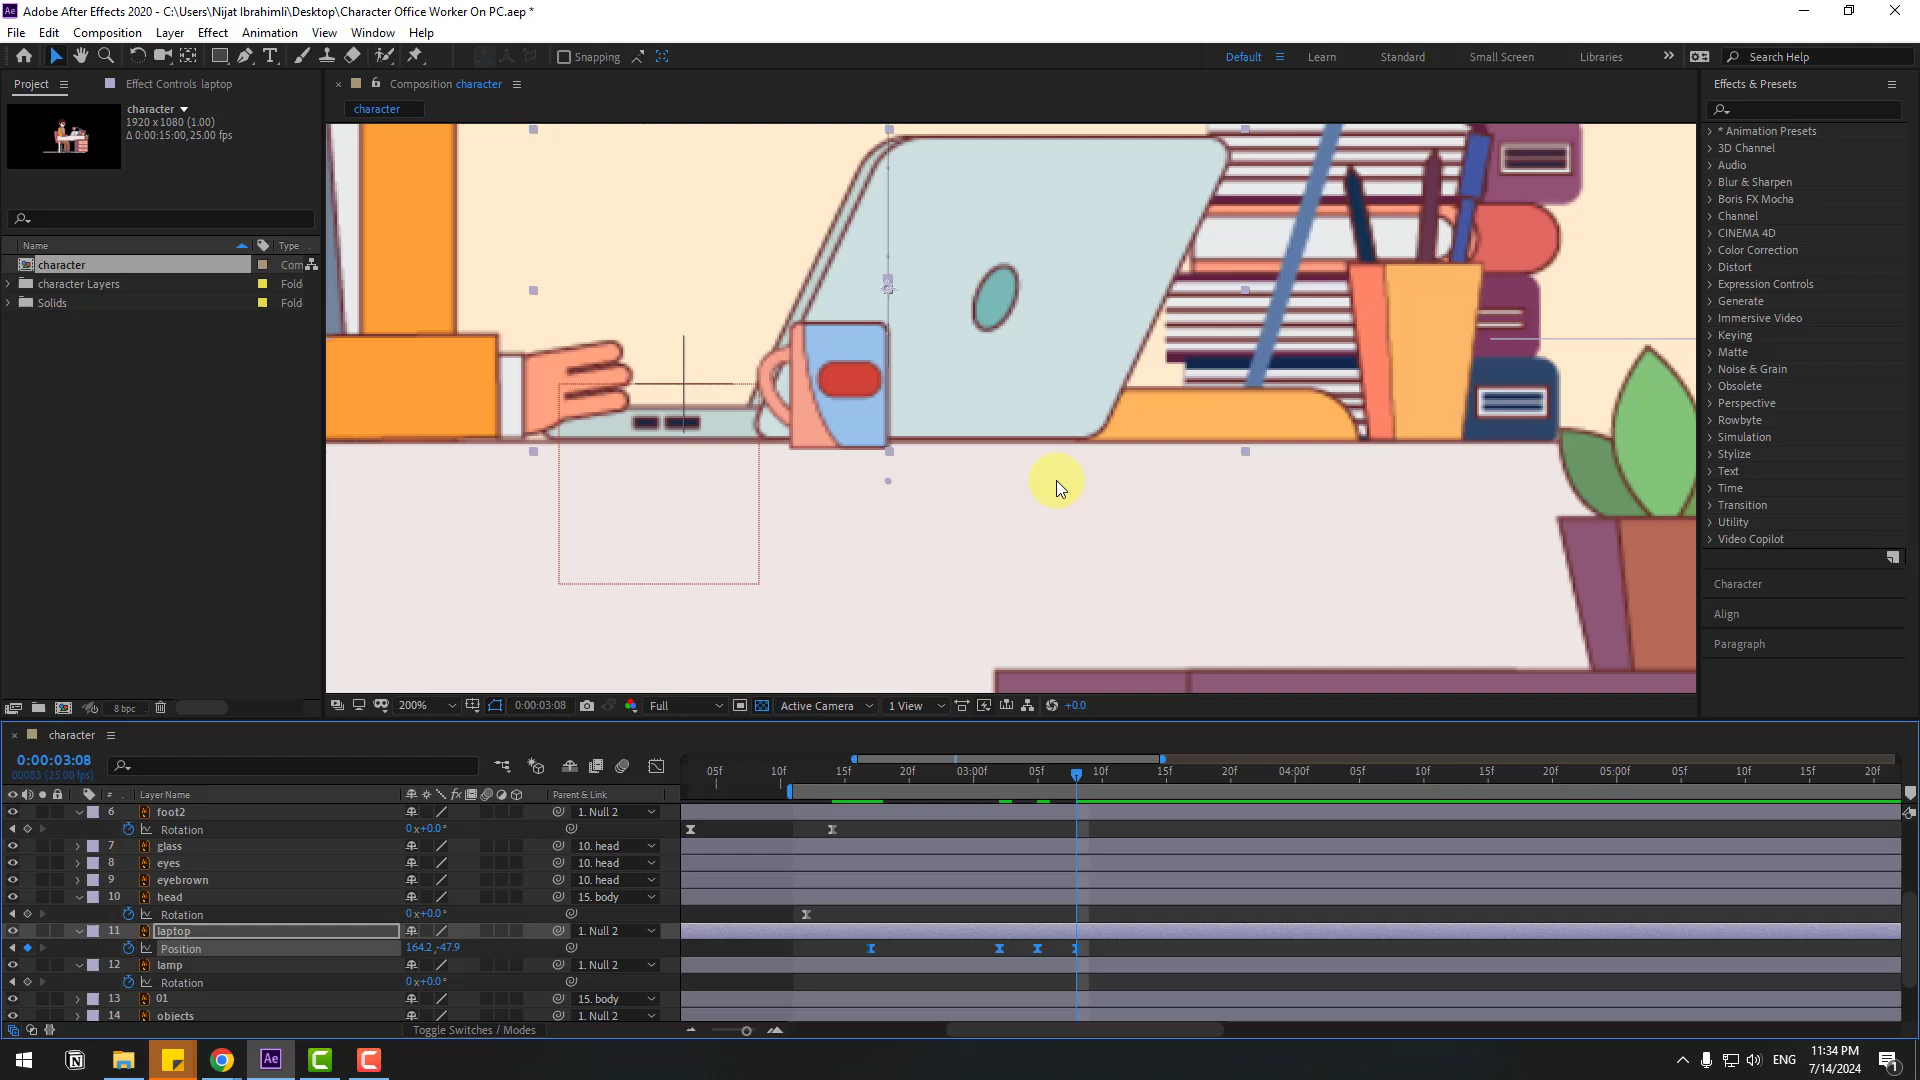 Adobe After Effects 2020 - C:\Users\Nijat Ibrahimli\Desktop\Character Office Worker On PC.aep *
File Edit Composition Layer Effect Animation View Window Help
Snapping
Default Learn Standard Small Screen Libraries Search Help
Project Effect Controls laptop
Composition character
Effects & Presets
character
character
1920 x 1080 (1.00)
Δ 0:00:15:00, 25.00 fps
* Animation Presets
3D Channel
Audio
Blur & Sharpen
Boris FX Mocha
Channel
CINEMA 4D
Color Correction
Distort
Expression Controls
Generate
Immersive Video
Keying
Matte
Noise & Grain
Obsolete
Perspective
Rowbyte
Simulation
Stylize
Text
Time
Transition
Utility
Video Copilot
Character
Align
Paragraph
Name Type
character Com
character Layers Fold
Solids Fold
8 bpc
200% 0:00:03:08 Full Active Camera 1 View +0.0
character
0:00:03:08
00083 (25.00 fps)
05f 10f 15f 20f 03:00f 05f 10f 15f 20f 04:00f 05f 10f 15f 20f 05:00f 05f 10f 15f 20f
# Layer Name Parent & Link
6 foot2 1. Null 2
Rotation 0x+0.0°
7 glass 10. head
8 eyes 10. head
9 eyebrown 10. head
10 head 15. body
Rotation 0x+0.0°
11 laptop 1. Null 2
Position 164.2,-47.9
12 lamp 1. Null 2
Rotation 0x+0.0°
13 01 15. body
14 objects 1. Null 2
Toggle Switches / Modes
Ae
ENG
11:34 PM
7/14/2024
1